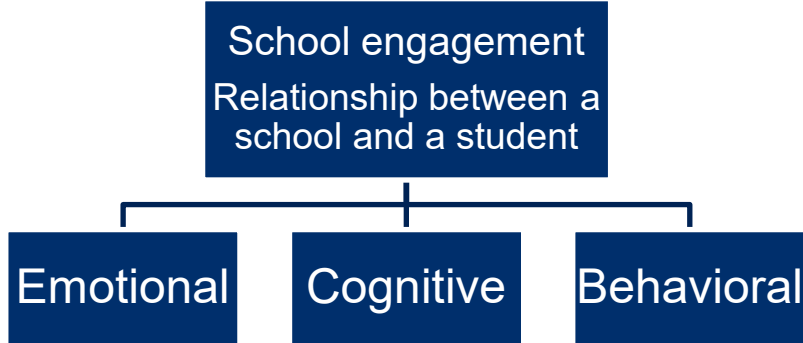 School engagement
Relationship between a
school and a student
Emotional
Cognitive
Behavioral